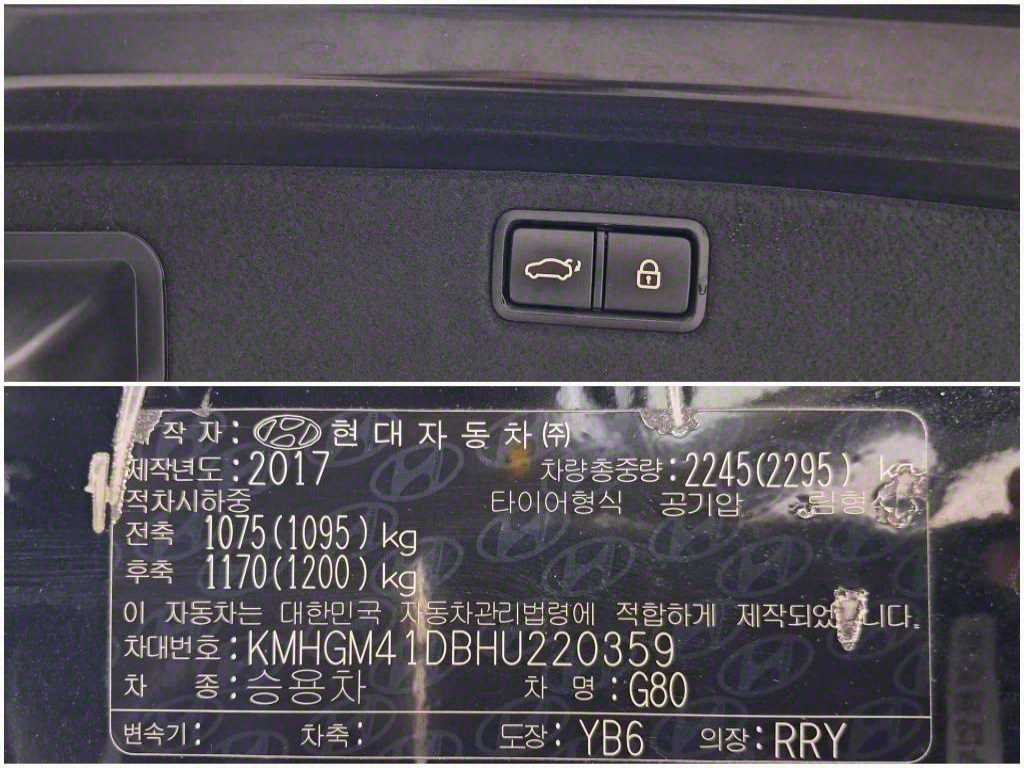 작 자 : 현 대 자 동 차 ㈜
제작년도 : 2017 차량총중량 : 2245(2295)
적차시하중 타이어형식 공기압 림형
전축 1075(1095) kg
후축 1170(1200) kg
이 자동차는 대한민국 자동차관리법령에 적합하게 제작되었 니다.
차대번호 : KMHGM41DBHU220359
차 종 : 승용차 차 명 : G80
변속기 : 차축 : 도장 : YB6 의장 : RRY